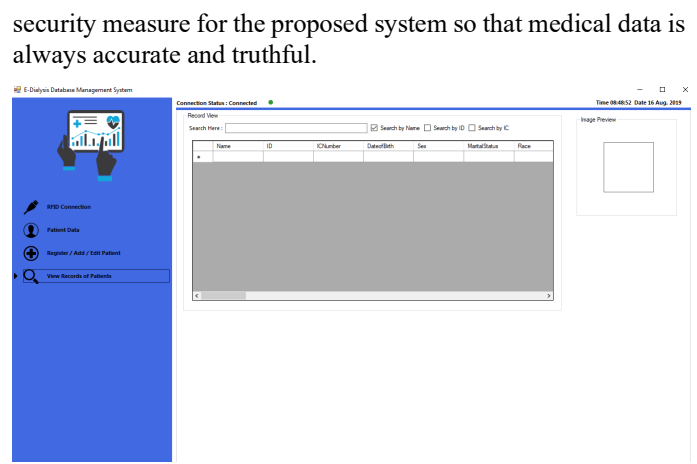 security measure for the proposed system so that medical data is
always accurate and truthful.
E-Dialysis Database Management System
Connection Status : Connected
Time 08:48:52 Date 16 Aug. 2019
Record View
Search Here :
Search by Name
Search by ID
Search by IC
Image Preview
Name ID ICNumber DateofBirth Sex MaritalStatus Race
RFID Connection
Patient Data
Register / Add / Edit Patient
View Records of Patients